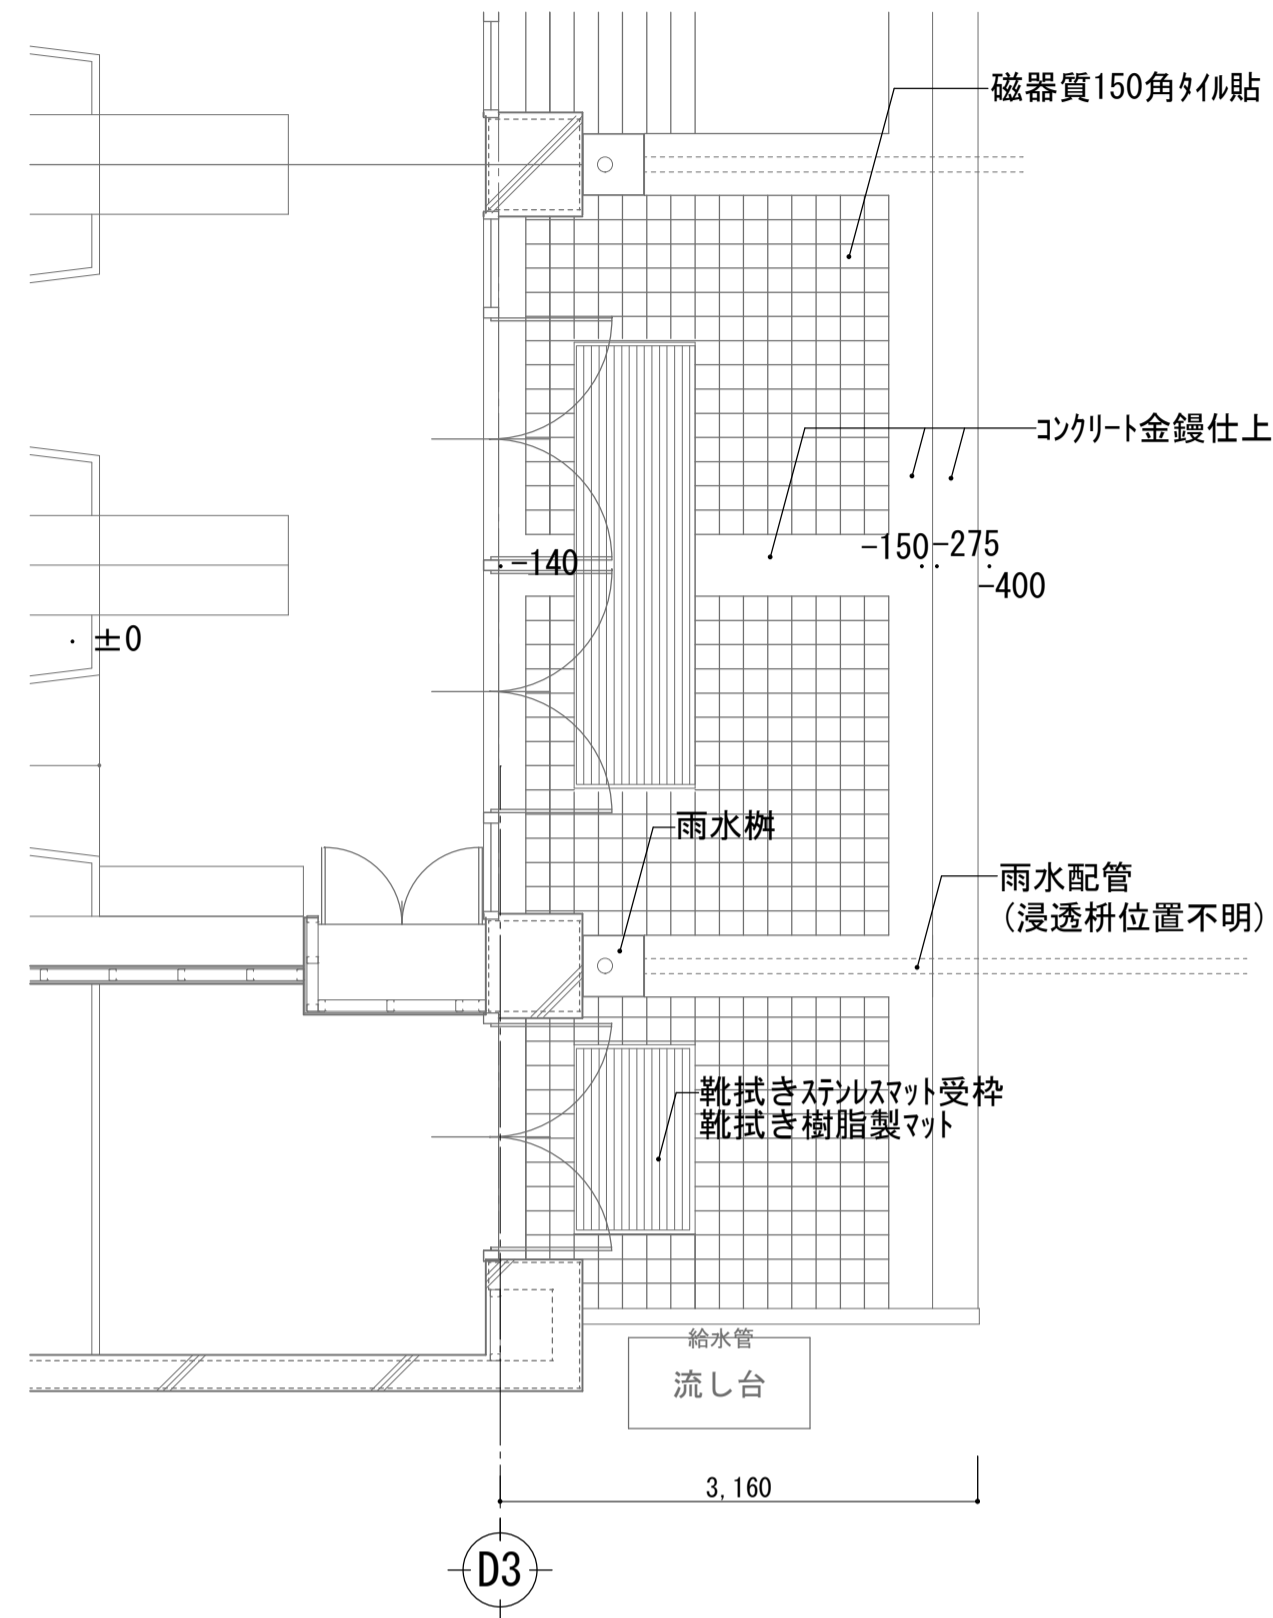 磁器質150角ﾀｲﾙ貼
ｺﾝｸﾘｰﾄ金鏝仕上
-150
-275
-140
-400
±0
雨水桝
雨水配管
(浸透枡位置不明)
靴拭きｽﾃﾝﾚｽﾏｯﾄ受枠
靴拭き樹脂製ﾏｯﾄ
給水管
流し台
3,160
D3